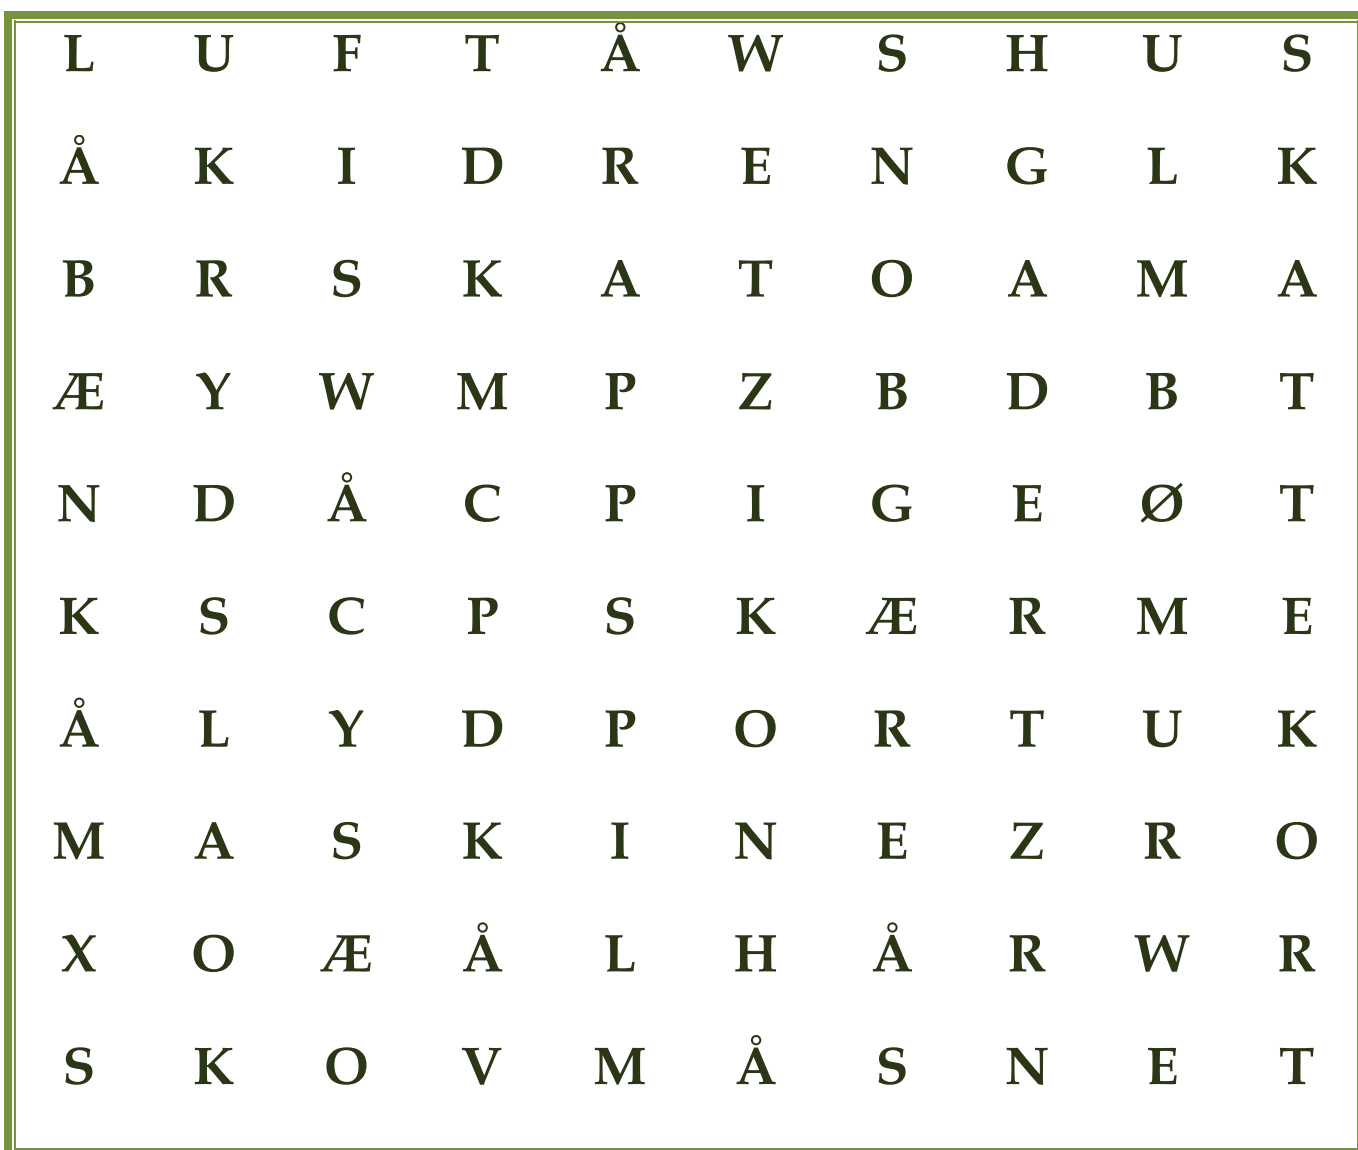 L U F T Å W S H U S
Å K I D R E N G L K
B R S K A T O A M A
Æ Y W M P Z B D B T
N D Å C P I G E Ø T
K S C P S K Æ R M E
Å L Y D P O R T U K
M A S K I N E Z R O
X O Æ Å L H Å R W R
S K O V M Å S N E T